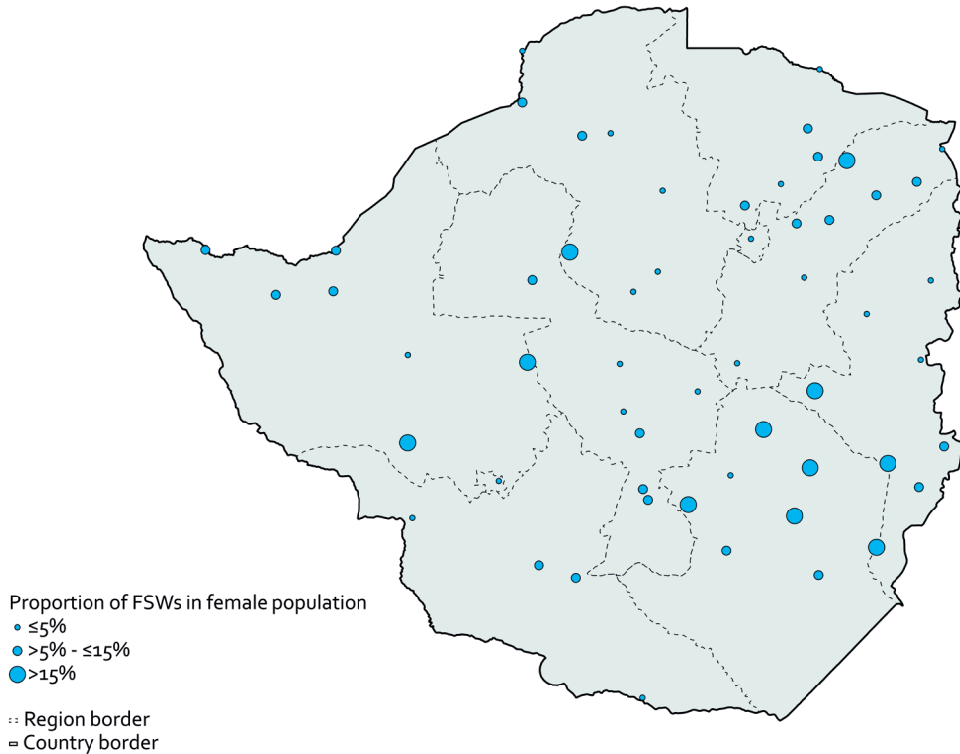 Proportion of FSWs in female population
≤5%
>5% - ≤15%
>15%
Region border
Country border